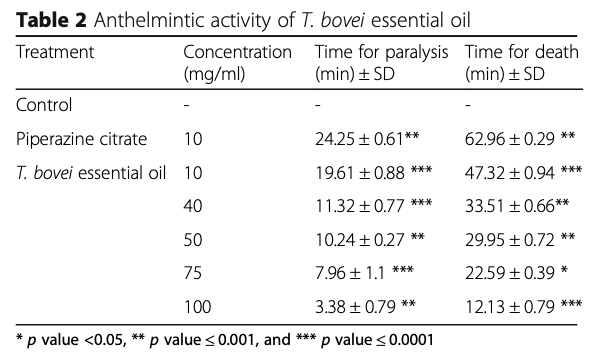 Table 2 Anthelmintic activity of T. bovei essential oil
Treatment Concentration (mg/ml) Time for paralysis (min) ± SD Time for death (min) ± SD
Control - - -
Piperazine citrate 10 24.25 ± 0.61** 62.96 ± 0.29 **
T. bovei essential oil 10 19.61 ± 0.88 *** 47.32 ± 0.94 ***
40 11.32 ± 0.77 *** 33.51 ± 0.66**
50 10.24 ± 0.27 ** 29.95 ± 0.72 **
75 7.96 ± 1.1 *** 22.59 ± 0.39 *
100 3.38 ± 0.79 ** 12.13 ± 0.79 ***
* p value <0.05, ** p value ≤ 0.001, and *** p value ≤ 0.0001